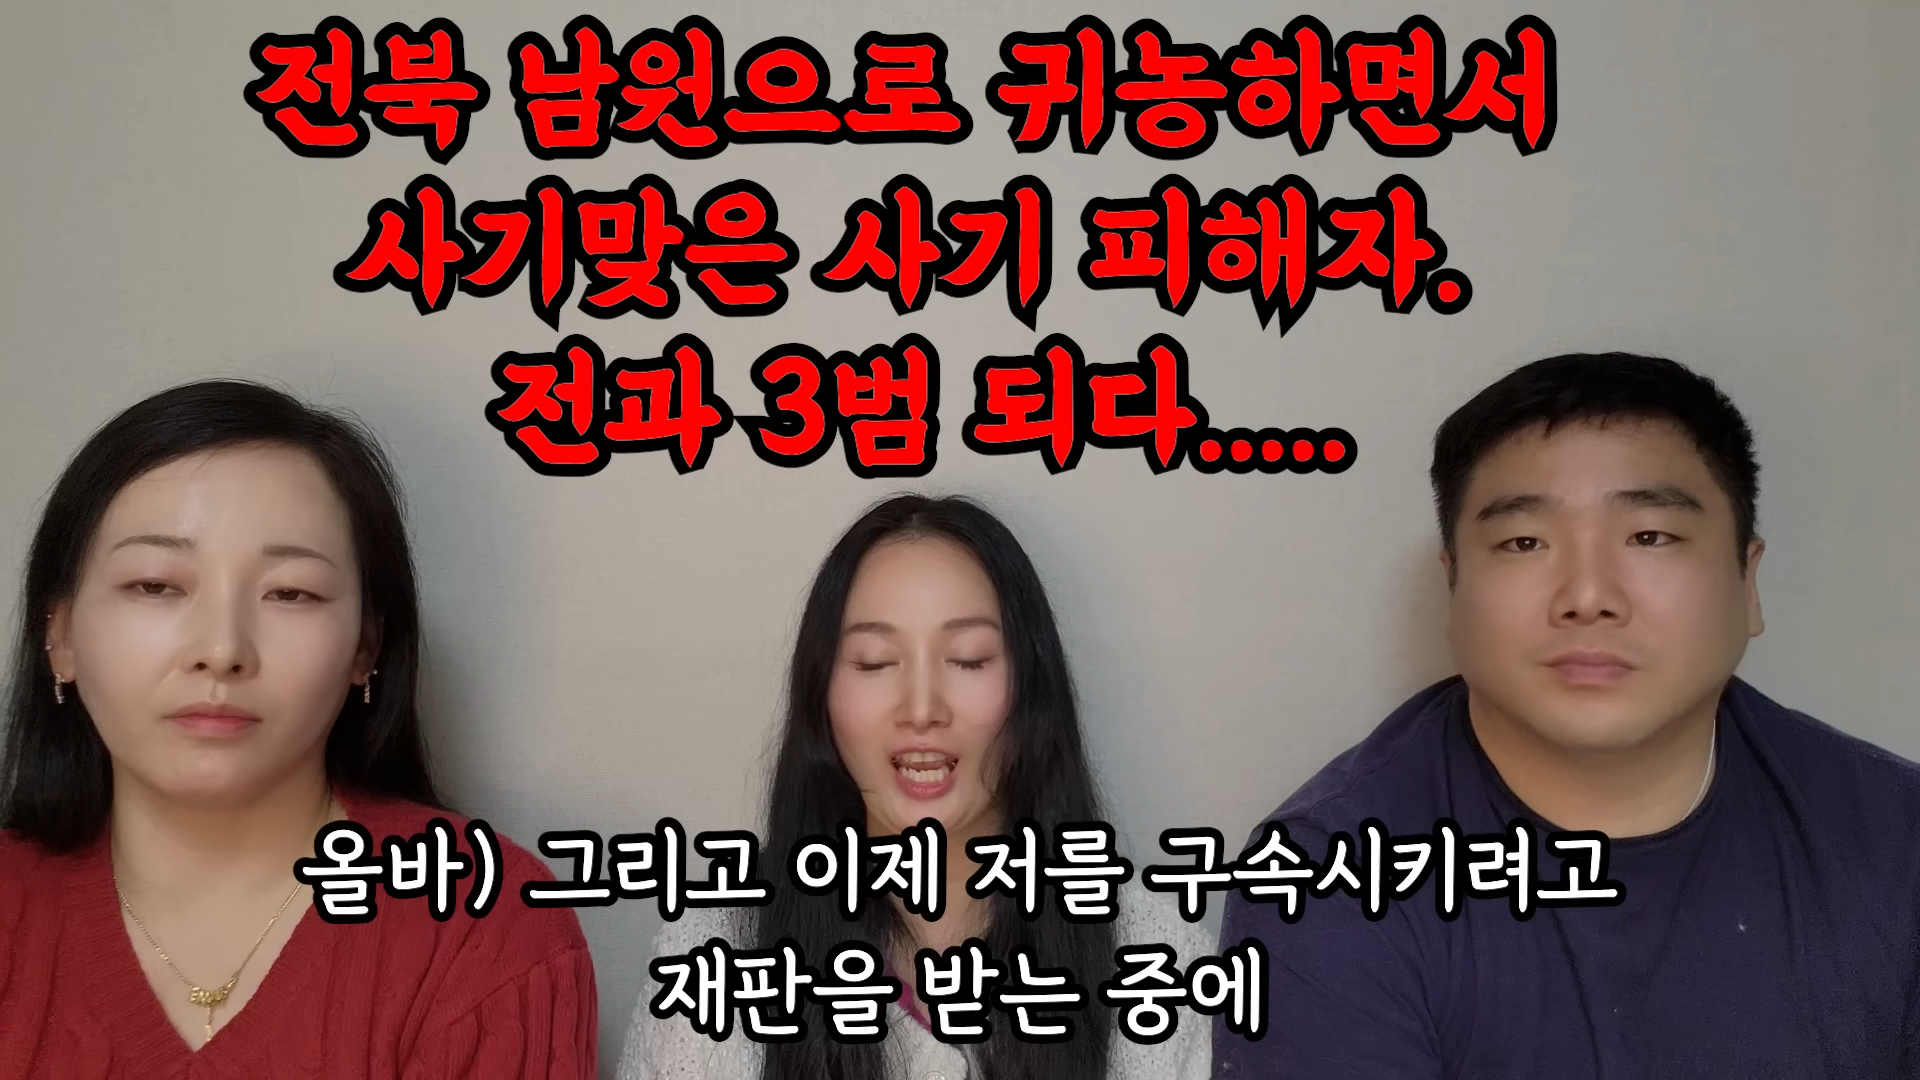 전북 남원으로 귀농하면서
사기맞은 사기 피해자.
전과 3범 되다.....
올바) 그리고 이제 저를 구속시키려고
재판을 받는 중에